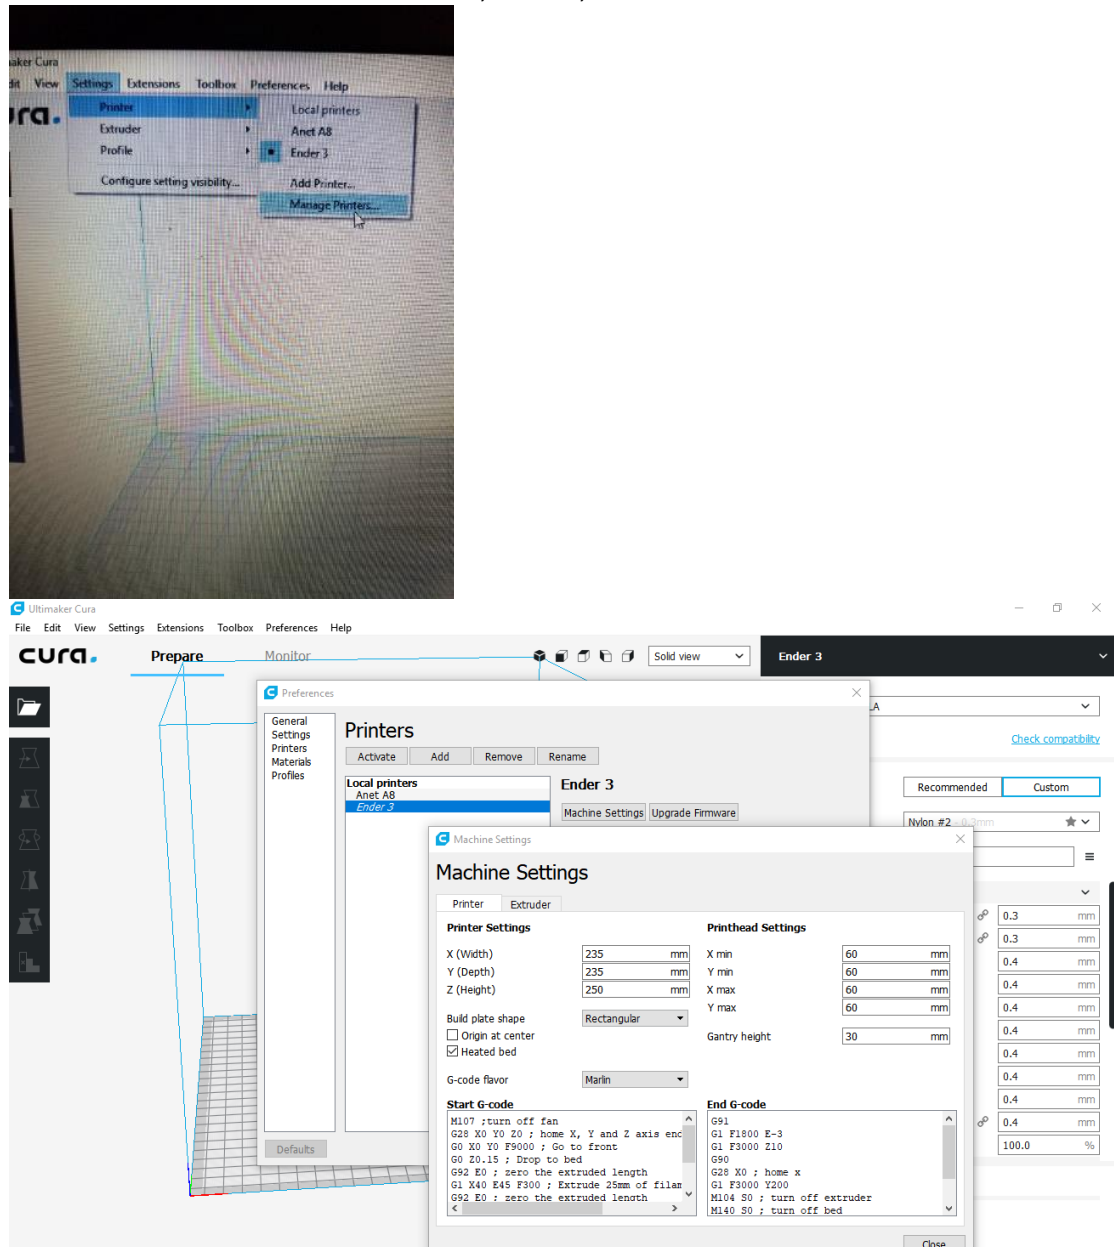 aker Cura
dit View Settings Extensions Toolbox Preferences Help
ura.
Printer
Local printers
Extruder
Anet A8
Profile
Ender 3
Configure setting visibility...
Add Printer...
Manage Printers...
Ultimaker Cura
File Edit View Settings Extensions Toolbox Preferences Help
cura. Prepare Monitor Solid view Ender 3
Preferences
LA
Check compatibility
General
Settings
Printers
Materials
Profiles
Printers
Activate Add Remove Rename
Local printers
Anet A8
Ender 3
Ender 3
Machine Settings Upgrade Firmware
Recommended Custom
Nylon #2 - 0.3mm
Machine Settings
Machine Settings
Printer Extruder
Printer Settings
X (Width) 235 mm
Y (Depth) 235 mm
Z (Height) 250 mm
Build plate shape Rectangular
Origin at center
Heated bed
G-code flavor Marlin
Printhead Settings
X min 60 mm
Y min 60 mm
X max 60 mm
Y max 60 mm
Gantry height 30 mm
Start G-code
M107 ;turn off fan
G28 X0 Y0 Z0 ; home X, Y and Z axis end
G0 X0 Y0 F9000 ; Go to front
G0 Z0.15 ; Drop to bed
G92 E0 ; zero the extruded length
G1 X40 E45 F300 ; Extrude 25mm of filam
G92 E0 ; zero the extruded length
End G-code
G91
G1 F1800 E-3
G1 F3000 Z10
G90
G28 X0 ; home x
G1 F3000 Y200
M104 S0 ; turn off extruder
M140 S0 ; turn off bed
Close
Defaults
0.3 mm
0.3 mm
0.4 mm
0.4 mm
0.4 mm
0.4 mm
0.4 mm
0.4 mm
0.4 mm
0.4 mm
100.0 %